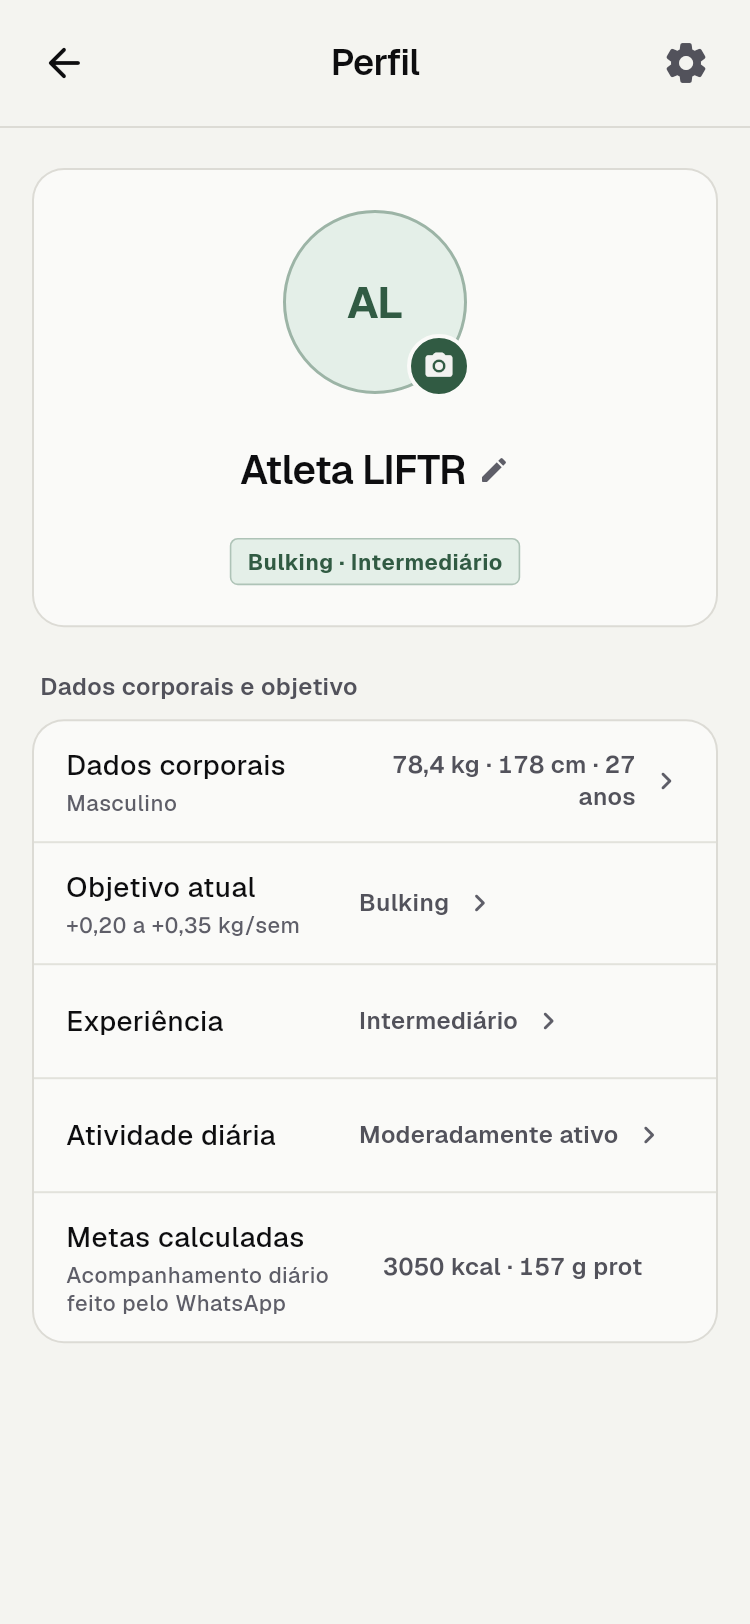 Perfil
AL
Atleta LIFTR
Bulking · Intermediário
Dados corporais e objetivo
Dados corporais
Masculino
78,4 kg · 178 cm · 27
anos
Objetivo atual
+0,20 a +0,35 kg/sem
Bulking
Experiência
Intermediário
Atividade diária
Moderadamente ativo
Metas calculadas
Acompanhamento diário
feito pelo WhatsApp
3050 kcal · 157 g prot